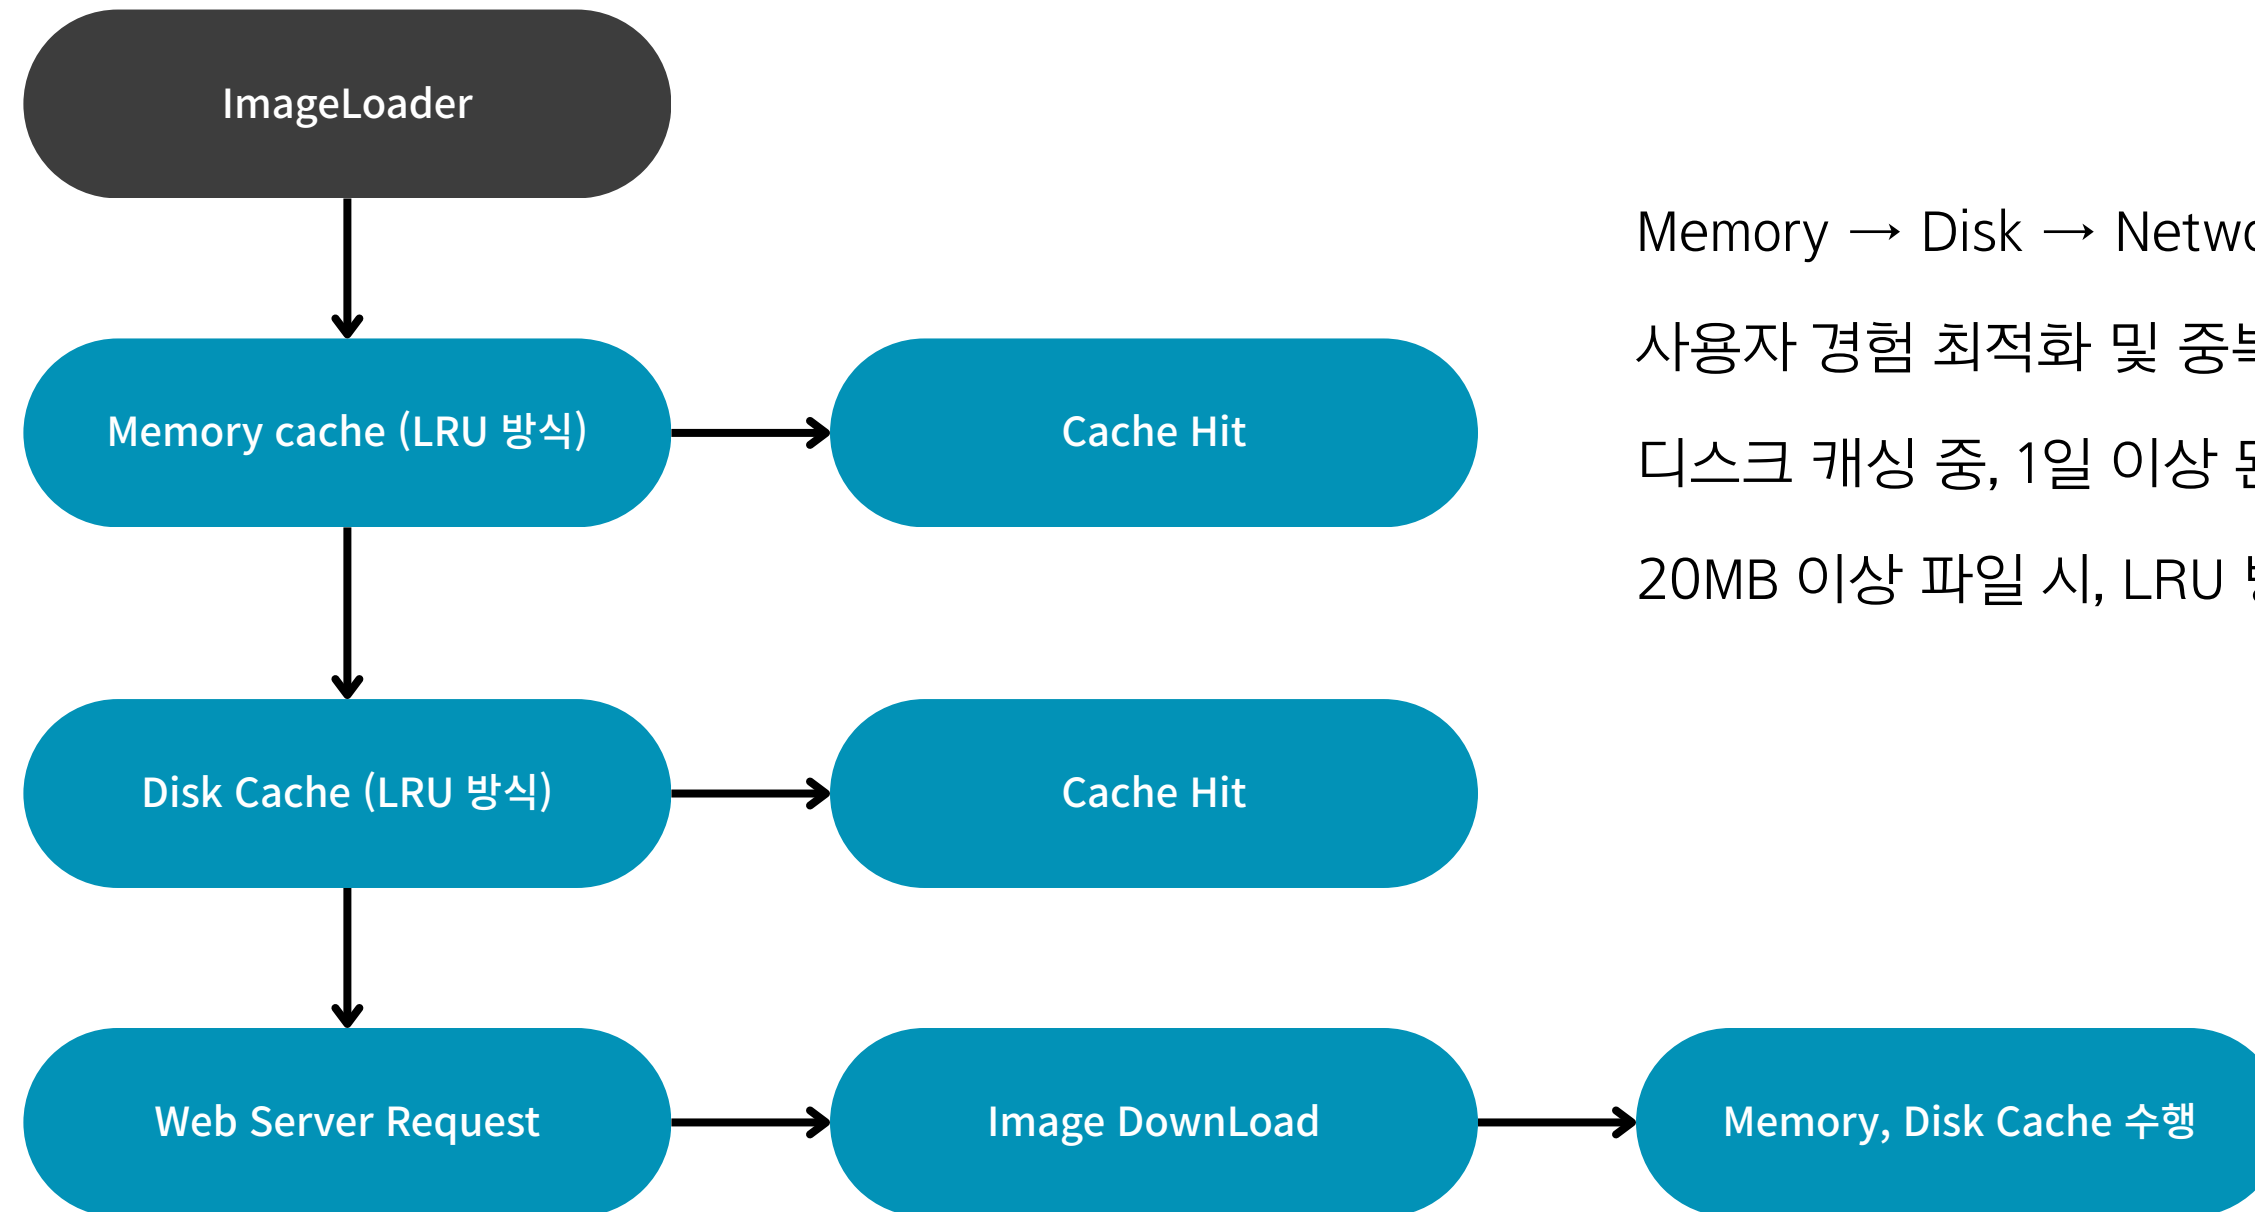 ImageLoader
Memory → Disk →
사용자 경험 최적화 및
Memory cache (LRU 방식)
Cache Hit
디스크 캐싱 중, 1일 이상
20MB 이상 파일 시, LRU
Disk Cache (LRU 방식)
Cache Hit
Web Server Request
Image DownLoad
Memory, Disk Cache 수행